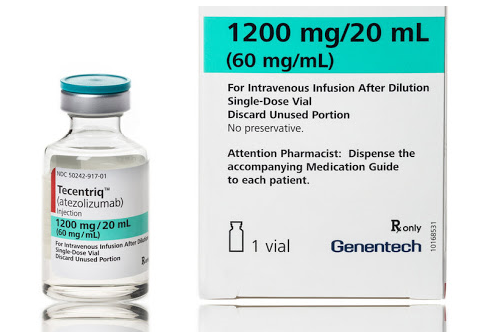 NDC 50242-917-01
Tecentriq™
(atezolizumab)
Injection
1200 mg/20 mL
(60 mg/mL)
For Intravenous Infusion After Dilution
Single-Dose Vial
Discard Unused Portion
Rx only
1200 mg/20 mL
(60 mg/mL)
For Intravenous Infusion After Dilution
Single-Dose Vial
Discard Unused Portion
No preservative.
Attention Pharmacist: Dispense the
accompanying Medication Guide
to each patient.
1 vial
Rx only
Genentech
10168531